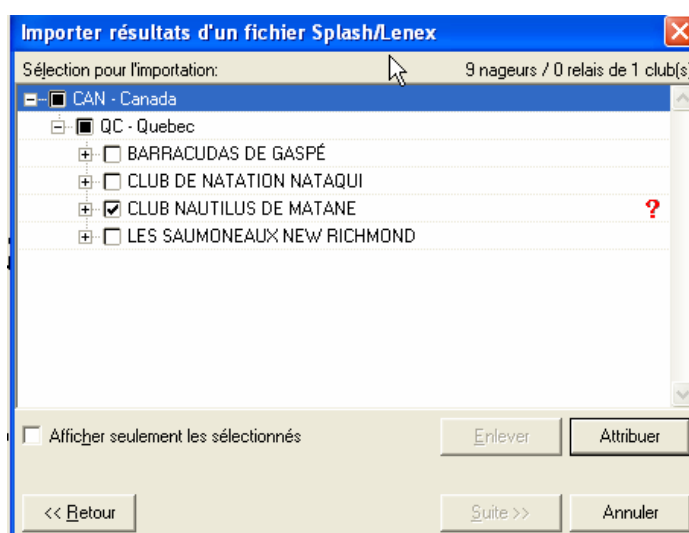 Importer résultats d'un fichier Splash/Lenex
Sélection pour l'importation: 9 nageurs / 0 relais de 1 club(s)
CAN - Canada
QC - Quebec
BARRACUDAS DE GASPÉ
CLUB DE NATATION NATAQUI
CLUB NAUTILUS DE MATANE ?
LES SAUMONEAUX NEW RICHMOND
Afficher seulement les sélectionnés Enlever Attribuer
<< Retour Suite >> Annuler